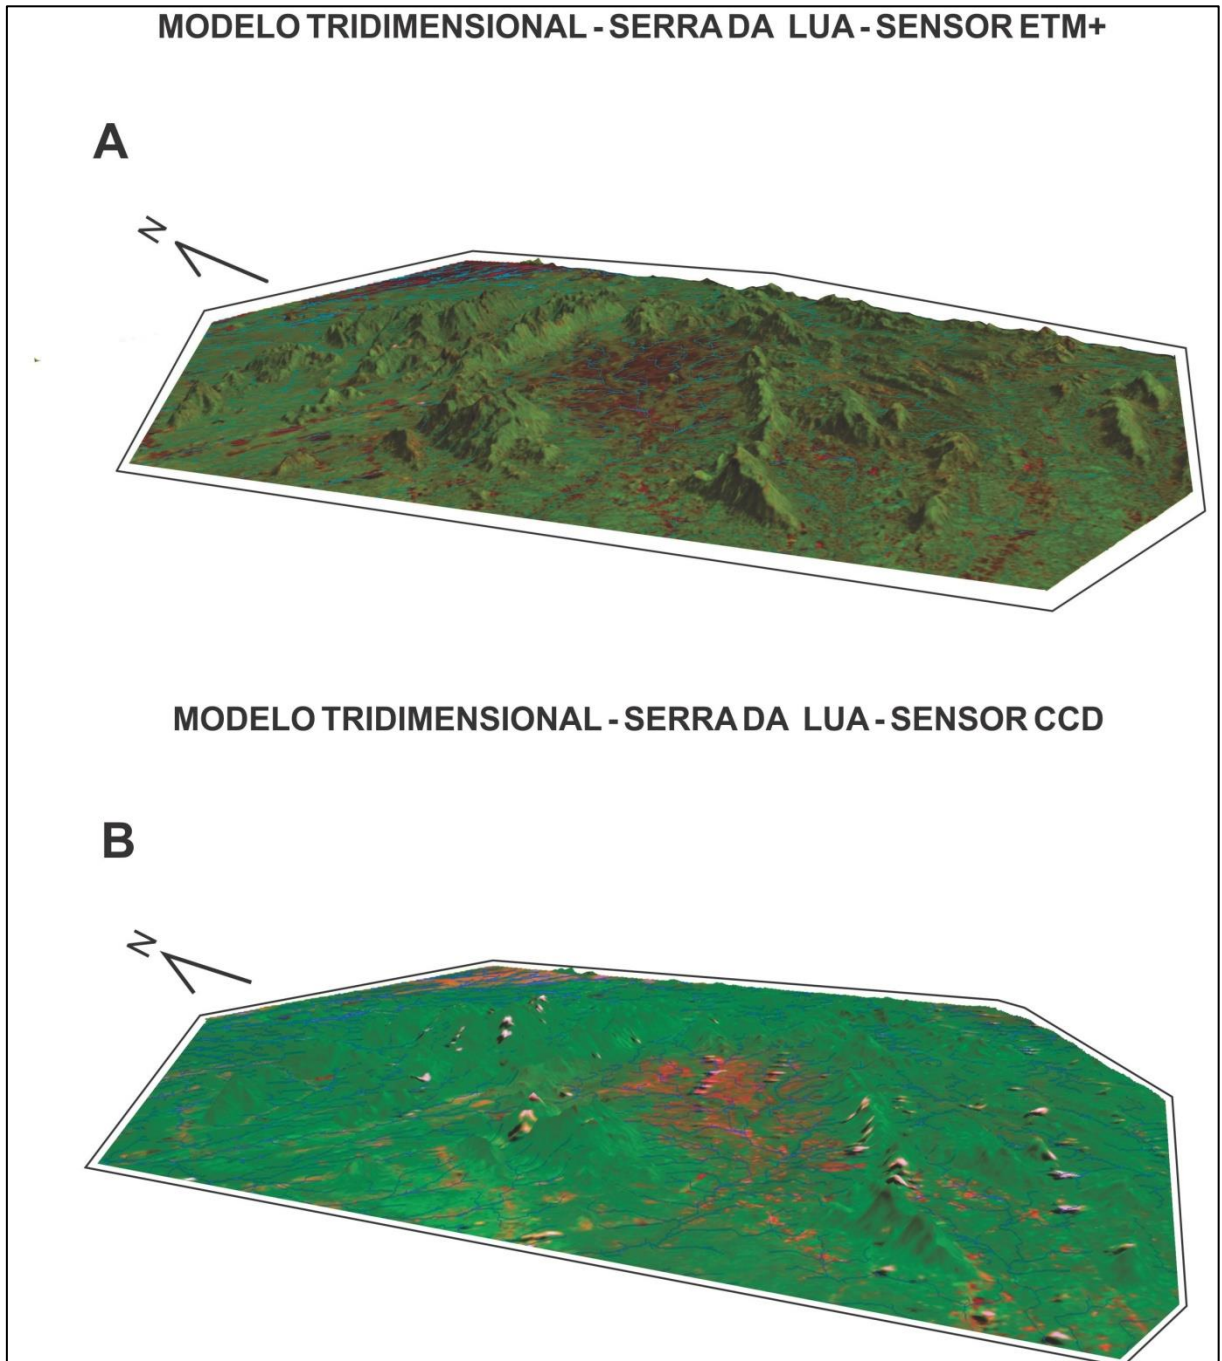 MODELO TRIDIMENSIONAL - SERRA DA LUA - SENSOR ETM+
A
N
MODELO TRIDIMENSIONAL - SERRA DA LUA - SENSOR CCD
B
N